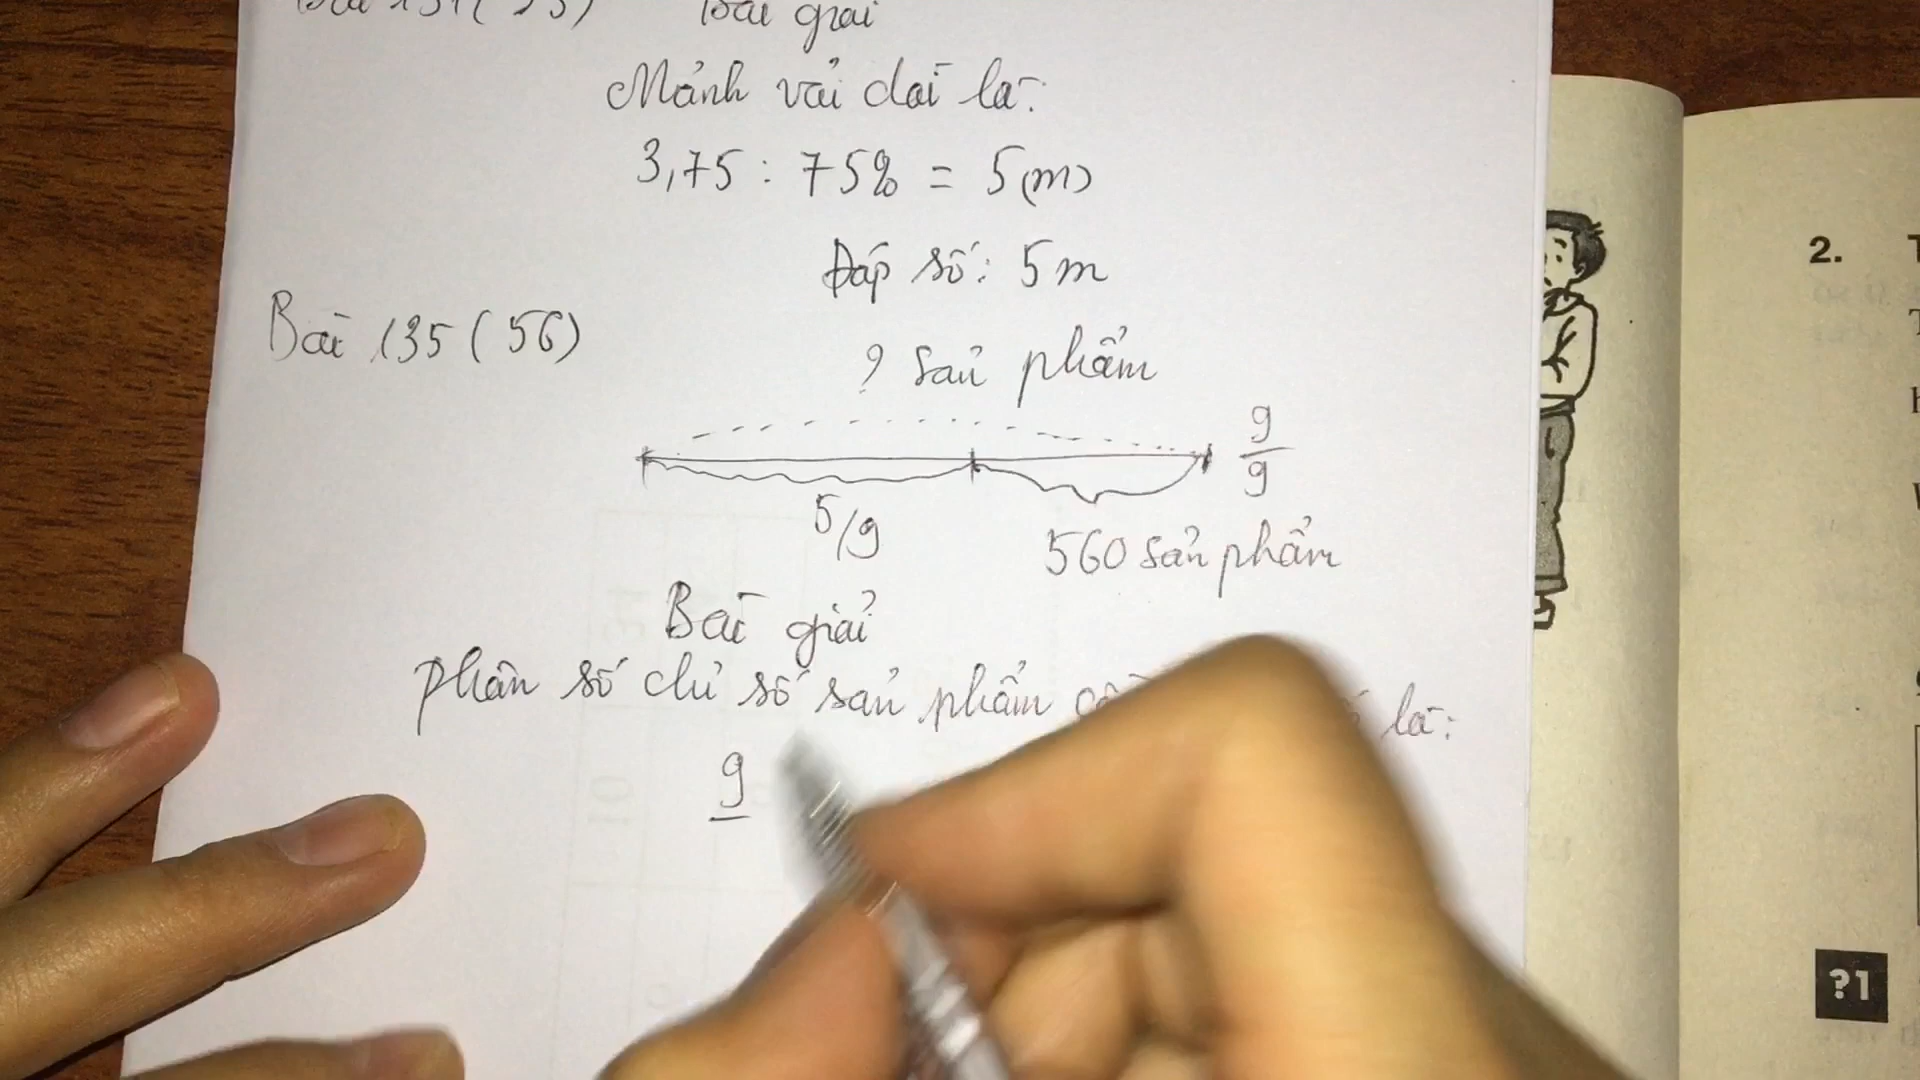 Bài giải
Mảnh vải dài là:
3,75 : 75% = 5(m)
Đáp số: 5m
Bài 135 (56)
? sản phẩm
9/9
5/9
560 sản phẩm
Bài giải
phân số chỉ số sản phẩm là:
9
2.
?1